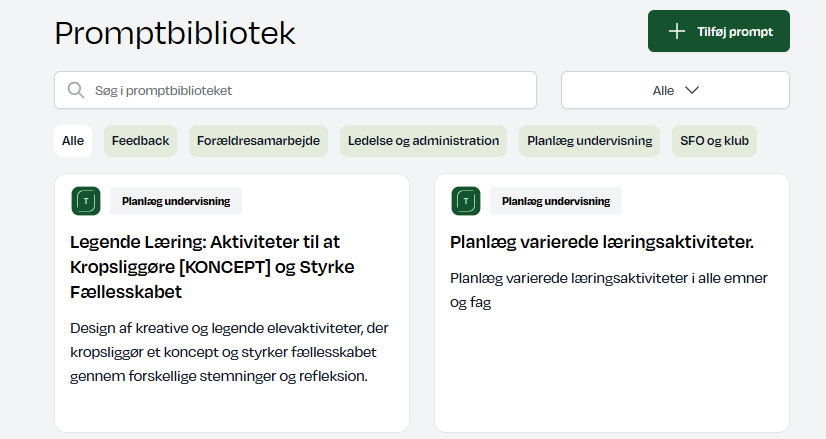 Promptbibliotek
Tilføj prompt
Søg i promptbiblioteket
Alle
Alle
Feedback
Forældresamarbejde
Ledelse og administration
Planlæg undervisning
SFO og klub
T
Planlæg undervisning
Legende Læring: Aktiviteter til at
Kropsliggøre [KONCEPT] og Styrke
Fællesskabet
Design af kreative og legende elevaktiviteter, der
kropsliggør et koncept og styrker fællesskabet
gennem forskellige stemninger og refleksion.
T
Planlæg undervisning
Planlæg varierede læringsaktiviteter.
Planlæg varierede læringsaktiviteter i alle emner
og fag